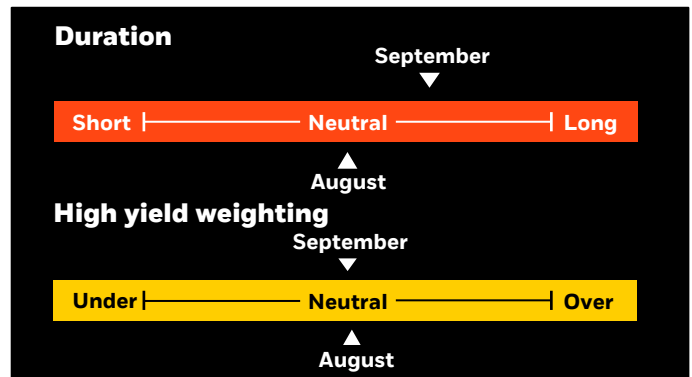 Duration
September
Short Neutral Long
August
High yield weighting
September
Under Neutral Over
August